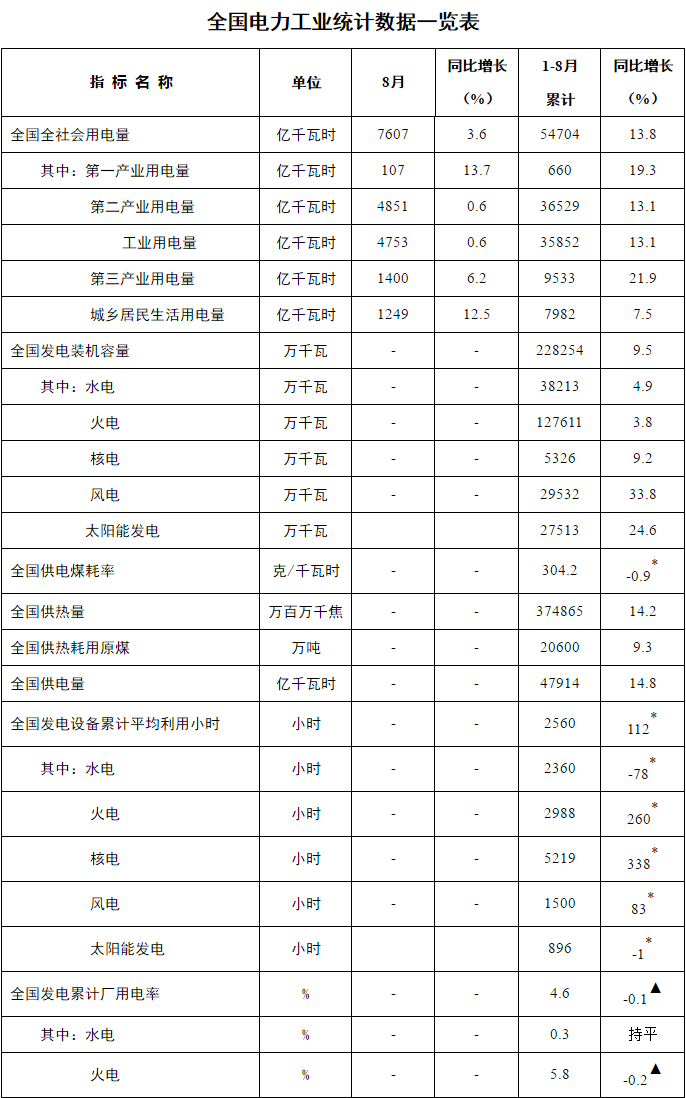 全国电力工业统计数据一览表
指 标 名 称 单位 8月 同比增长（%） 1-8月累计 同比增长（%）
全国全社会用电量 亿千瓦时 7607 3.6 54704 13.8
其中：第一产业用电量 亿千瓦时 107 13.7 660 19.3
第二产业用电量 亿千瓦时 4851 0.6 36529 13.1
工业用电量 亿千瓦时 4753 0.6 35852 13.1
第三产业用电量 亿千瓦时 1400 6.2 9533 21.9
城乡居民生活用电量 亿千瓦时 1249 12.5 7982 7.5
全国发电装机容量 万千瓦 - - 228254 9.5
其中：水电 万千瓦 - - 38213 4.9
火电 万千瓦 - - 127611 3.8
核电 万千瓦 - - 5326 9.2
风电 万千瓦 - - 29532 33.8
太阳能发电 万千瓦 27513 24.6
全国供电煤耗率 克/千瓦时 - - 304.2 -0.9*
全国供热量 万百万千焦 - - 374865 14.2
全国供热耗用原煤 万吨 - - 20600 9.3
全国供电量 亿千瓦时 - - 47914 14.8
全国发电设备累计平均利用小时 小时 - - 2560 112*
其中：水电 小时 - - 2360 -78*
火电 小时 - - 2988 260*
核电 小时 - - 5219 338*
风电 小时 - - 1500 83*
太阳能发电 小时 896 -1*
全国发电累计厂用电率 % - - 4.6 -0.1▲
其中：水电 % - - 0.3 持平
火电 % - - 5.8 -0.2▲